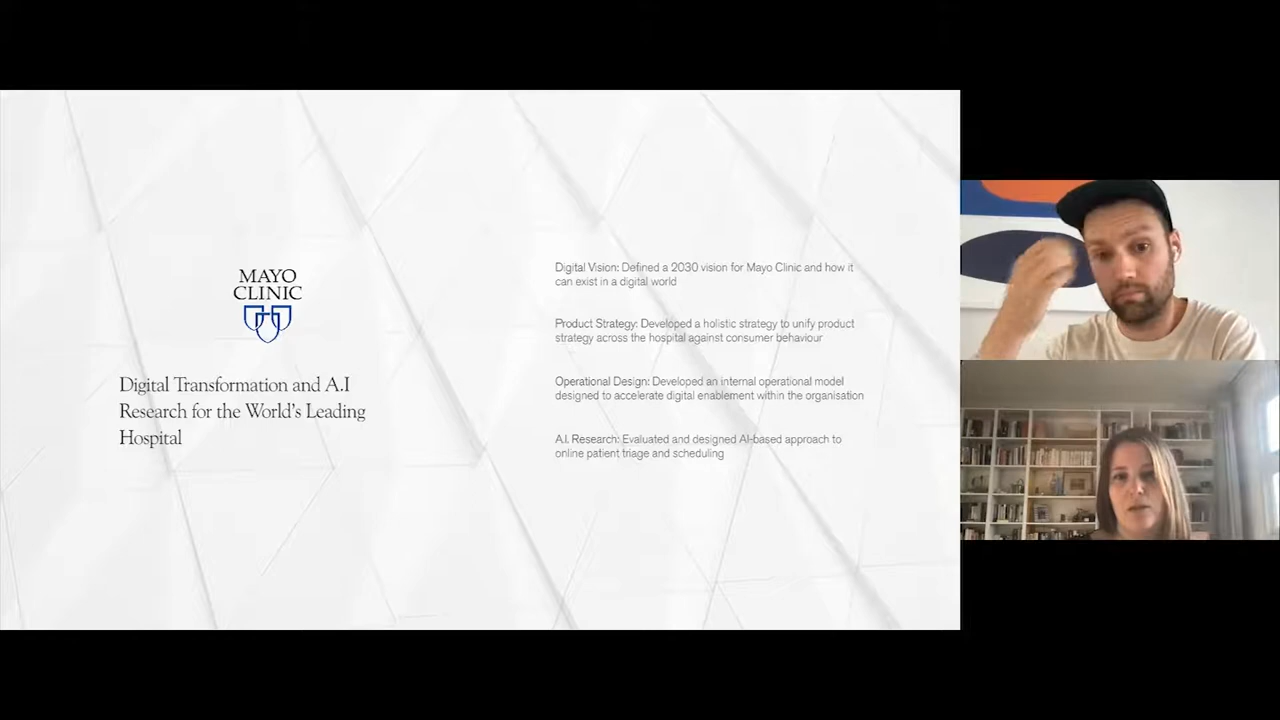 MAYO
CLINIC
Digital Transformation and A.I
Research for the World's Leading
Hospital
Digital Vision: Defined a 2030 vision for Mayo Clinic and how it
can exist in a digital world
Product Strategy: Developed a holistic strategy to unify product
strategy across the hospital against consumer behaviour
Operational Design: Developed an internal operational model
designed to accelerate digital enablement within the organisation
A.I. Research: Evaluated and designed AI-based approach to
online patient triage and scheduling